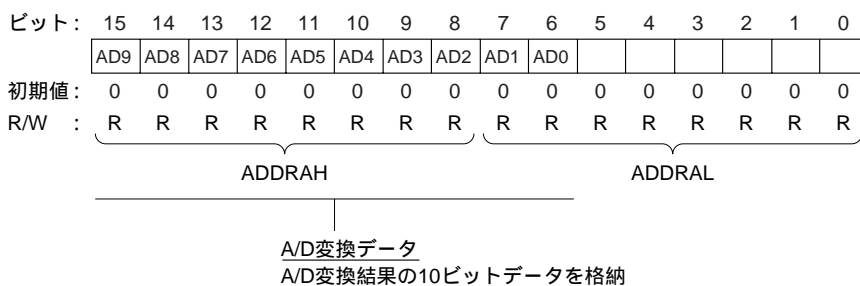 ビット： 15 14 13 12 11 10 9 8 7 6 5 4 3 2 1 0
AD9 AD8 AD7 AD6 AD5 AD4 AD3 AD2 AD1 AD0
初期値： 0 0 0 0 0 0 0 0 0 0 0 0 0 0 0 0
R/W ： R R R R R R R R R R R R R R R R
ADDRAH ADDRAL
A/D変換データ
A/D変換結果の10ビットデータを格納